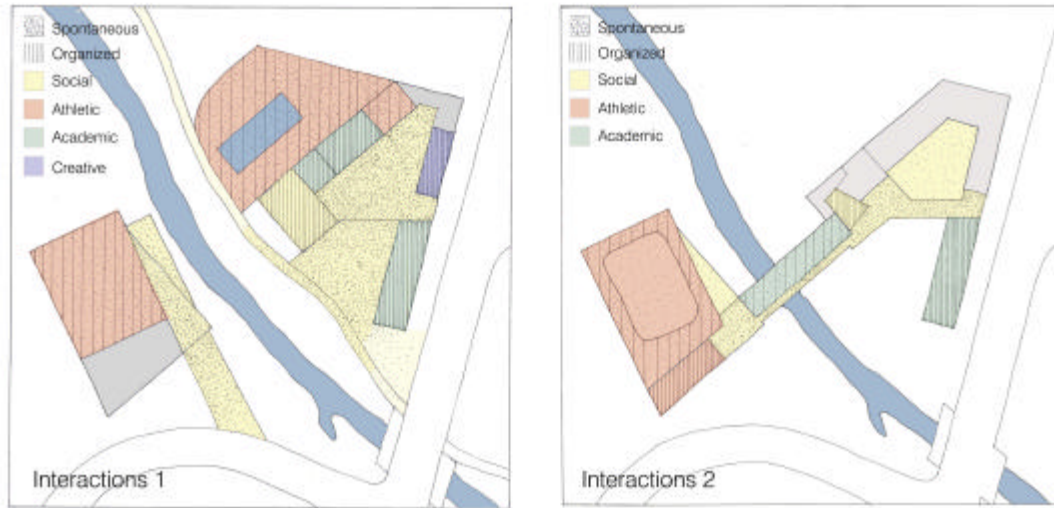 Spontaneous
Organized
Social
Athletic
Academic
Creative
Interactions 1
Spontaneous
Organized
Social
Athletic
Academic
Interactions 2